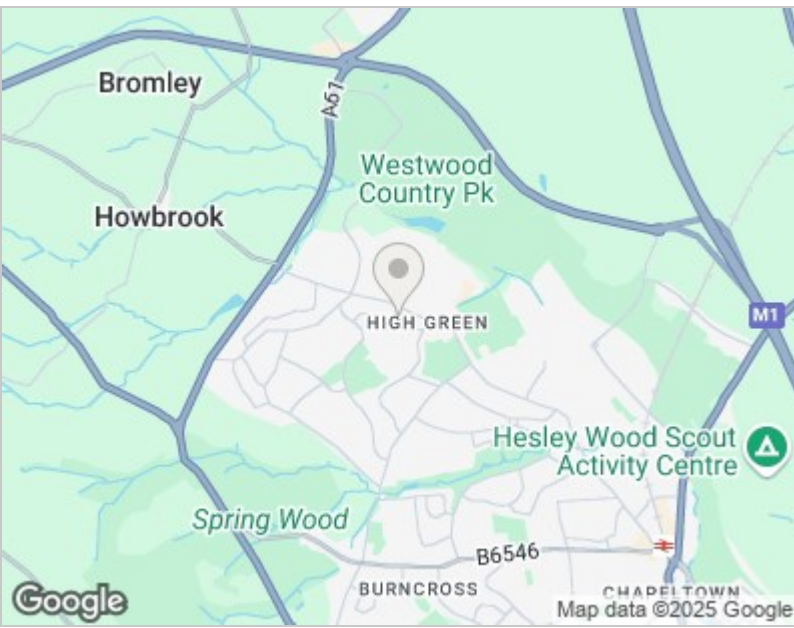 Bromley
A61
Westwood
Country Pk
Howbrook
M1
HIGH GREEN
Hesley Wood Scout
Activity Centre
Spring Wood
B6546
BURNCROSS
CHAPELTOWN
Google
Map data ©2025 Google